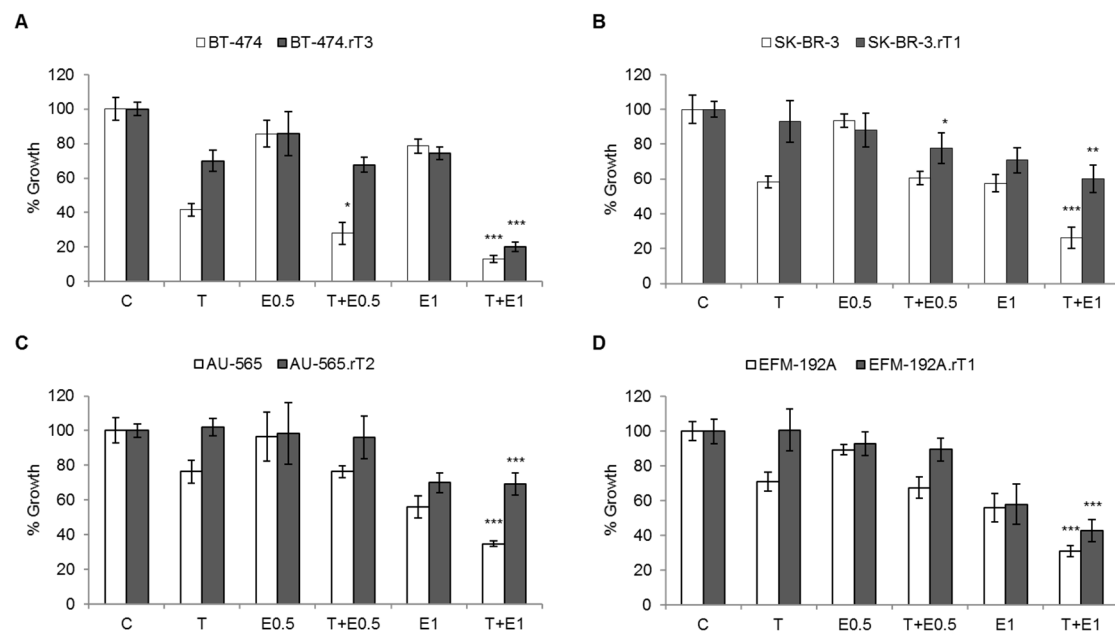 A
BT-474 BT-474.rT3
% Growth
120
100
80
60
40
20
0
*
***
***
C T E0.5 T+E0.5 E1 T+E1
B
SK-BR-3 SK-BR-3.rT1
% Growth
120
100
80
60
40
20
0
*
**
***
C T E0.5 T+E0.5 E1 T+E1
C
AU-565 AU-565.rT2
% Growth
120
100
80
60
40
20
0
***
***
C T E0.5 T+E0.5 E1 T+E1
D
EFM-192A EFM-192A.rT1
% Growth
120
100
80
60
40
20
0
***
***
C T E0.5 T+E0.5 E1 T+E1